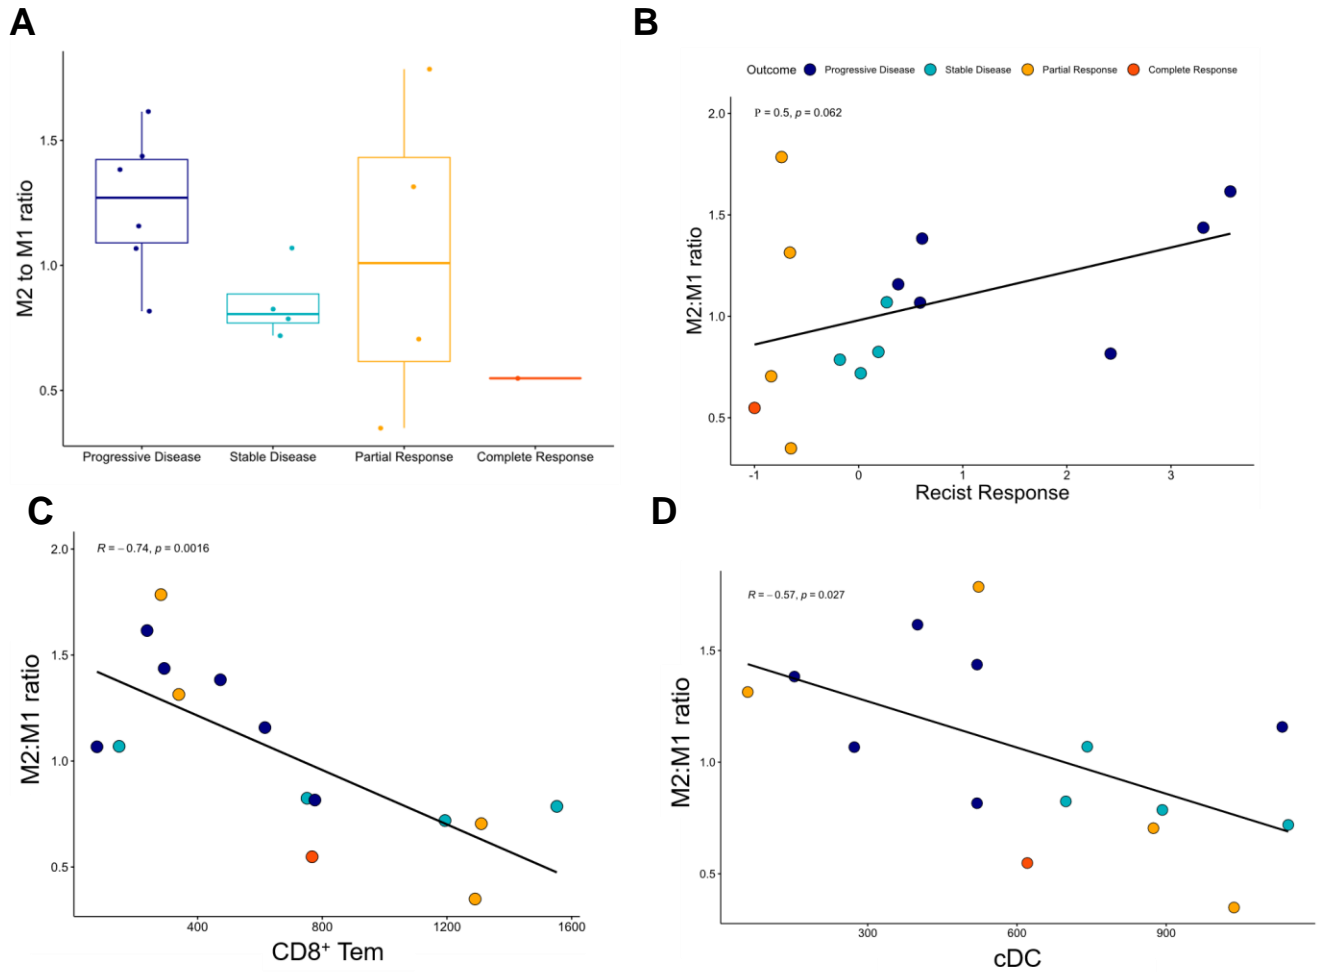 A
M2 to M1 ratio
1.5
1.0
0.5
Progressive Disease Stable Disease Partial Response Complete Response
B
Outcome Progressive Disease Stable Disease Partial Response Complete Response
P = 0.5, p = 0.062
M2:M1 ratio
2.0
1.5
1.0
0.5
-1 0 1 2 3
Recist Response
C
R = − 0.74, p = 0.0016
M2:M1 ratio
2.0
1.5
1.0
0.5
400 800 1200 1600
CD8⁺ Tem
D
R = − 0.57, p = 0.027
M2:M1 ratio
1.5
1.0
0.5
300 600 900
cDC